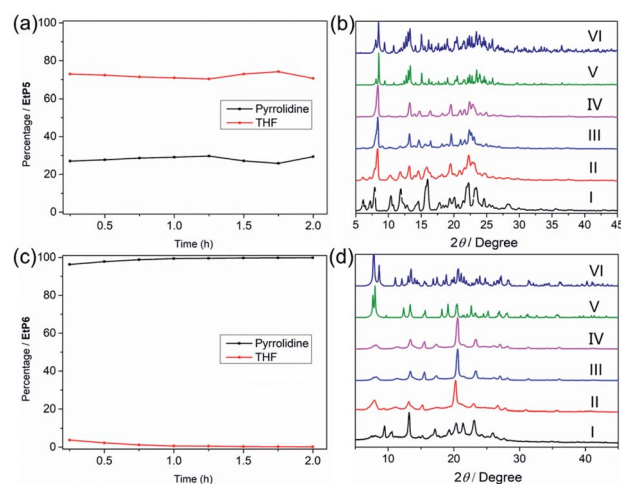 (a)
100
80
60
40
20
0
Percentage / EtP5
Pyrrolidine
THF
0.5
1.0
1.5
2.0
Time (h)
(b)
VI
V
IV
III
II
I
5
10
15
20
25
30
35
40
45
2θ/ Degree
(c)
100
80
60
40
20
0
Percentage / EtP6
Pyrrolidine
THF
0.5
1.0
1.5
2.0
Time (h)
(d)
VI
V
IV
III
II
I
10
20
30
40
2θ/ Degree